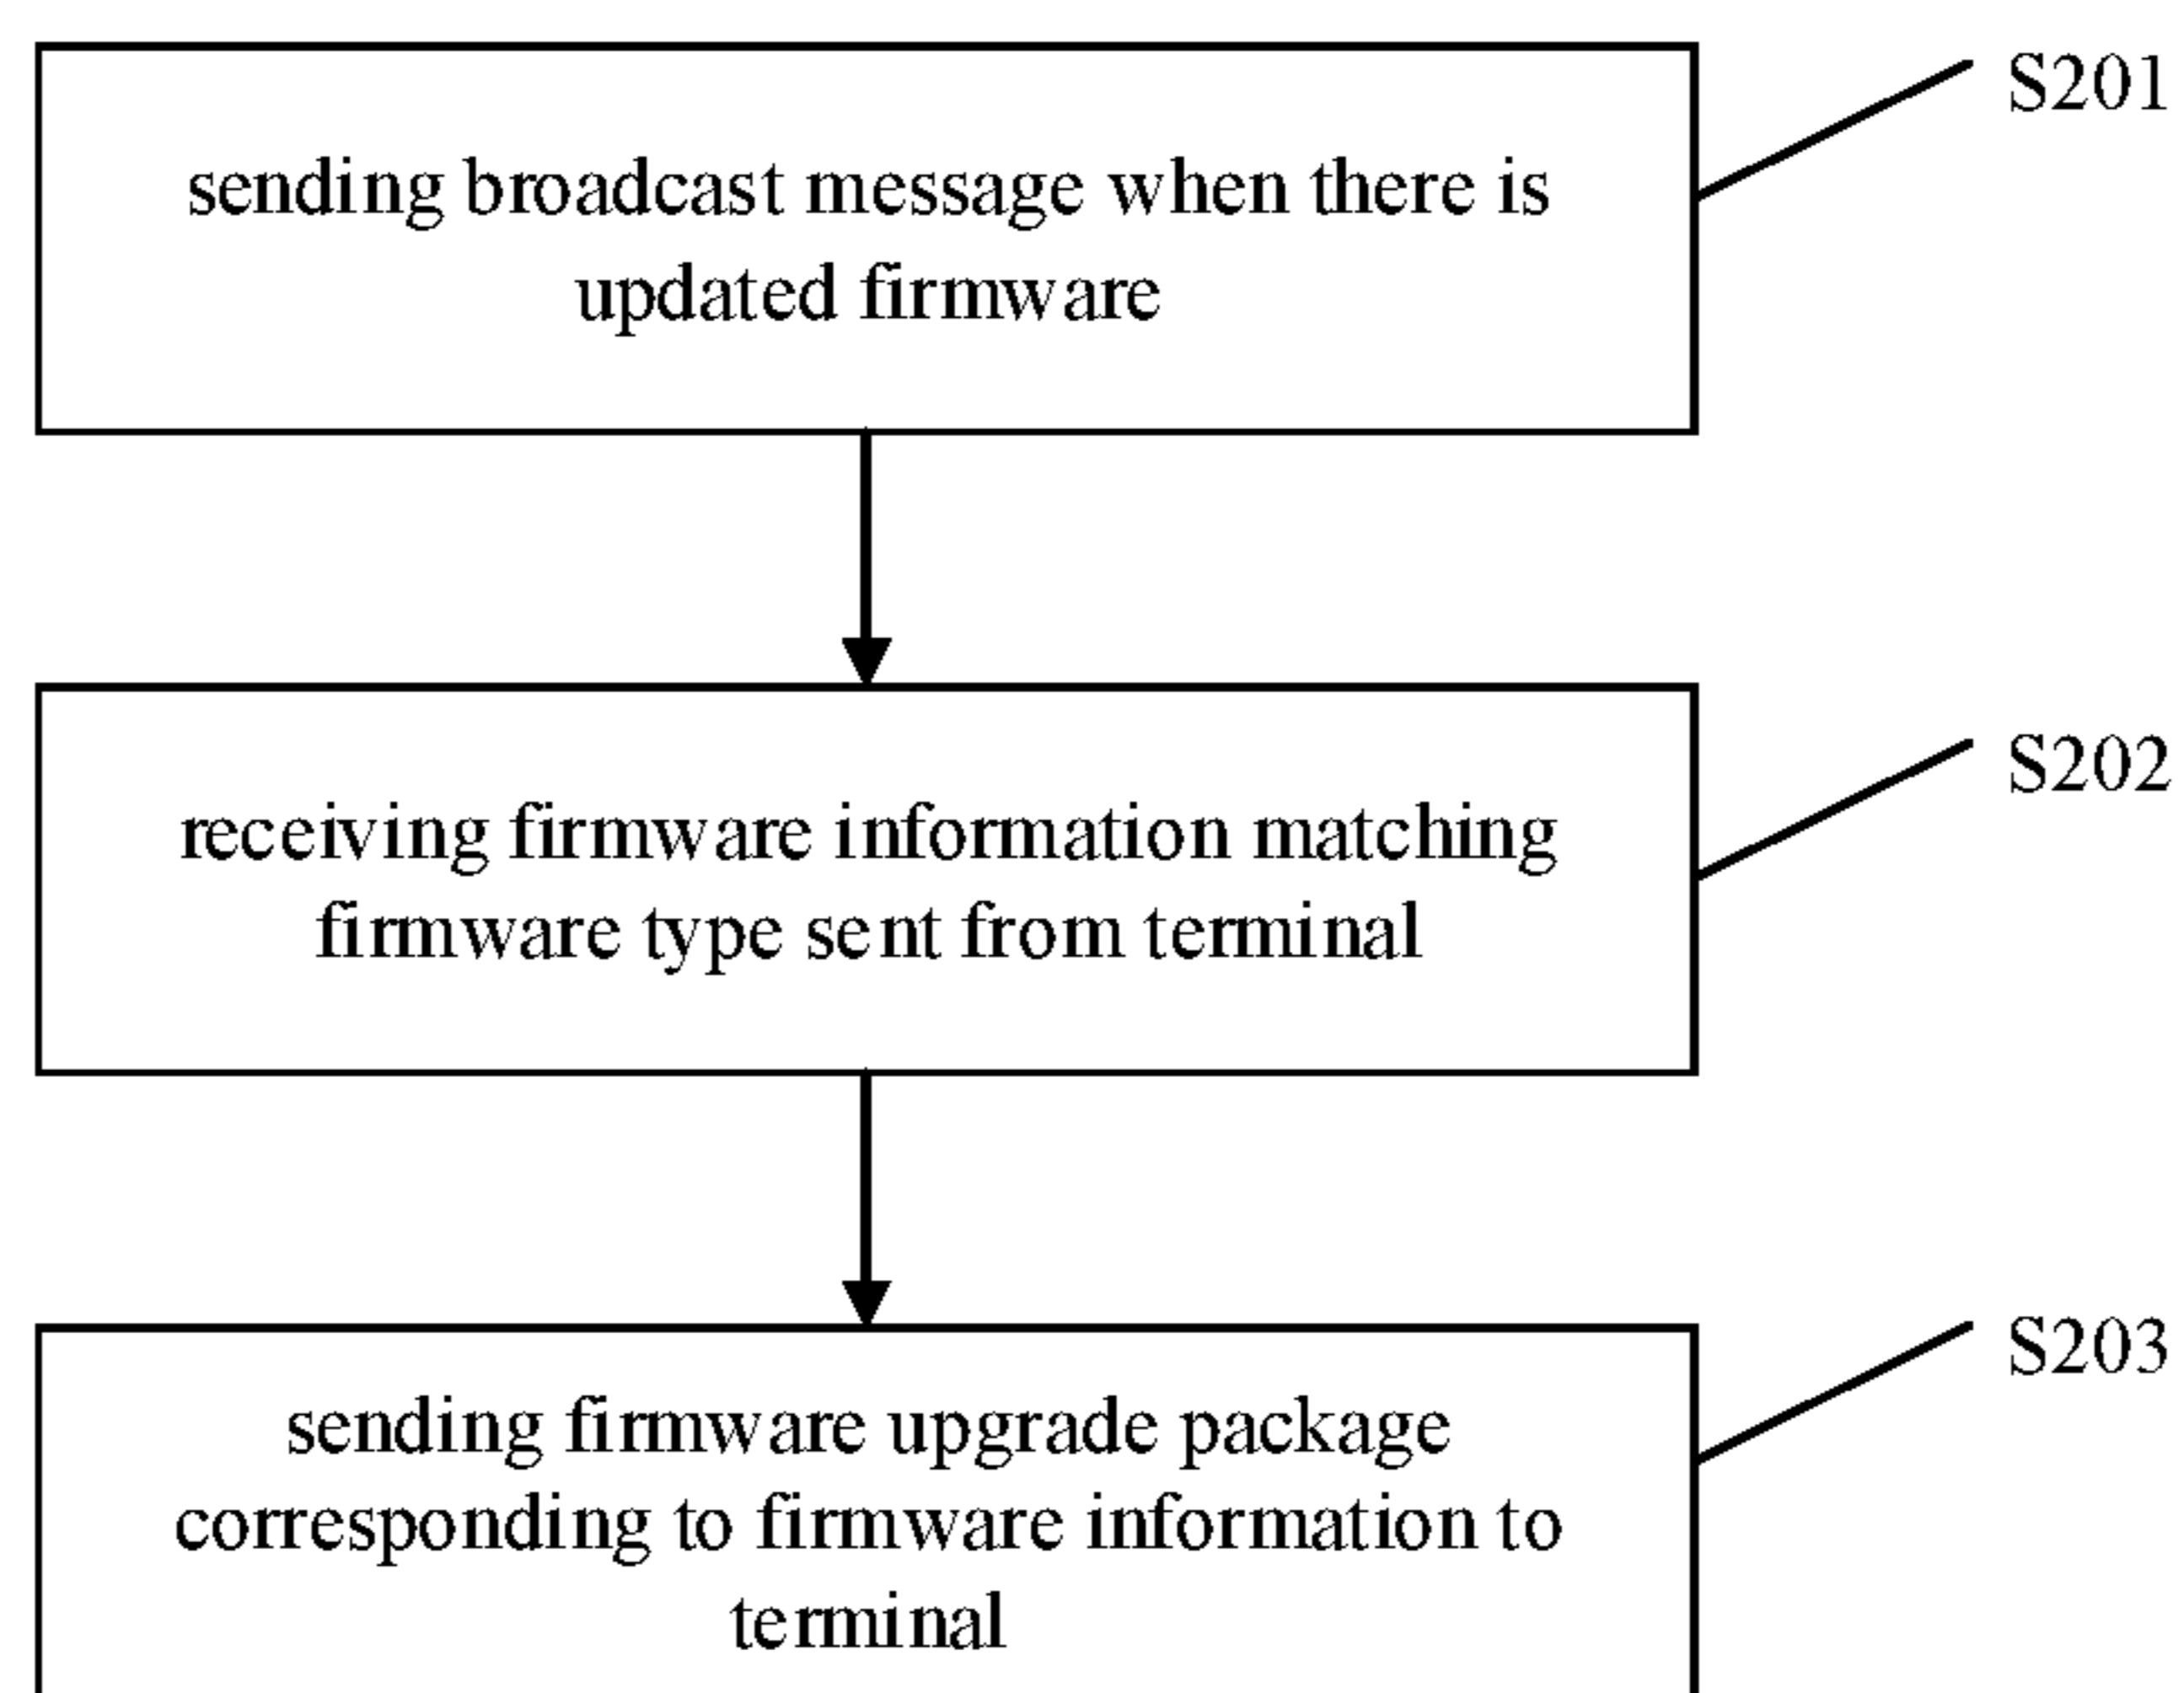 S201
sending broadcast message when there is
updated firmware
S202
receiving firmware information matching
firmware type sent from terminal
S203
sending firmware upgrade package
corresponding to firmware information to
terminal